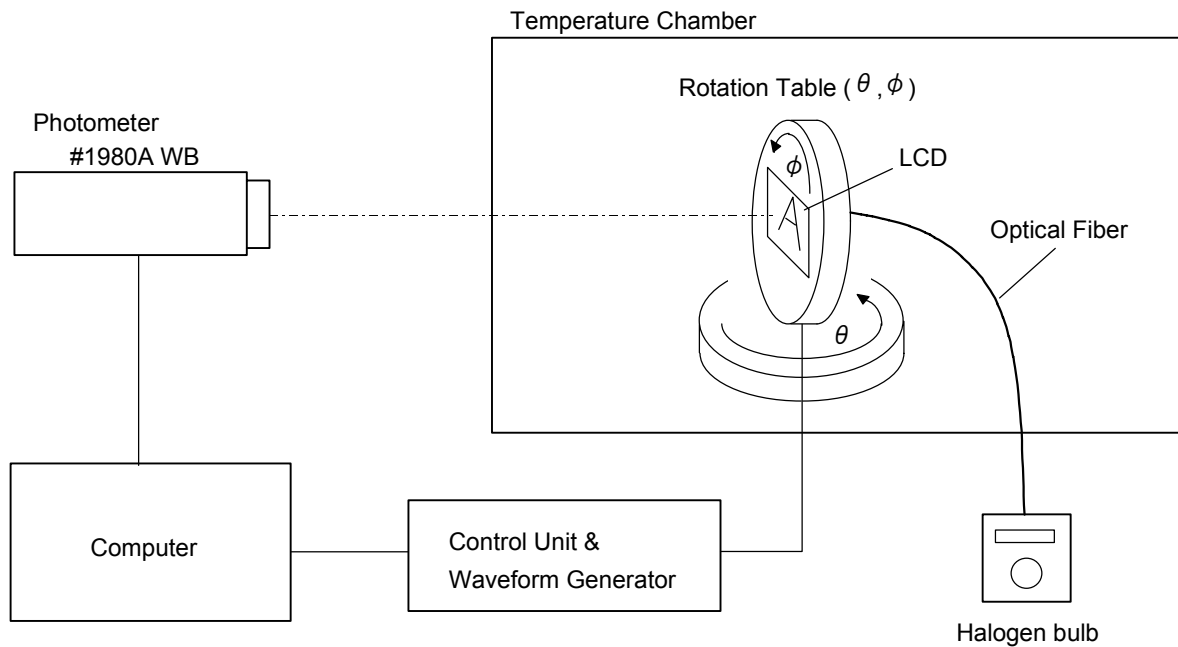 Temperature Chamber
Rotation Table ( θ , φ )
Photometer
#1980A WB
φ
LCD
A
Optical Fiber
θ
Computer
Control Unit &
Waveform Generator
Halogen bulb